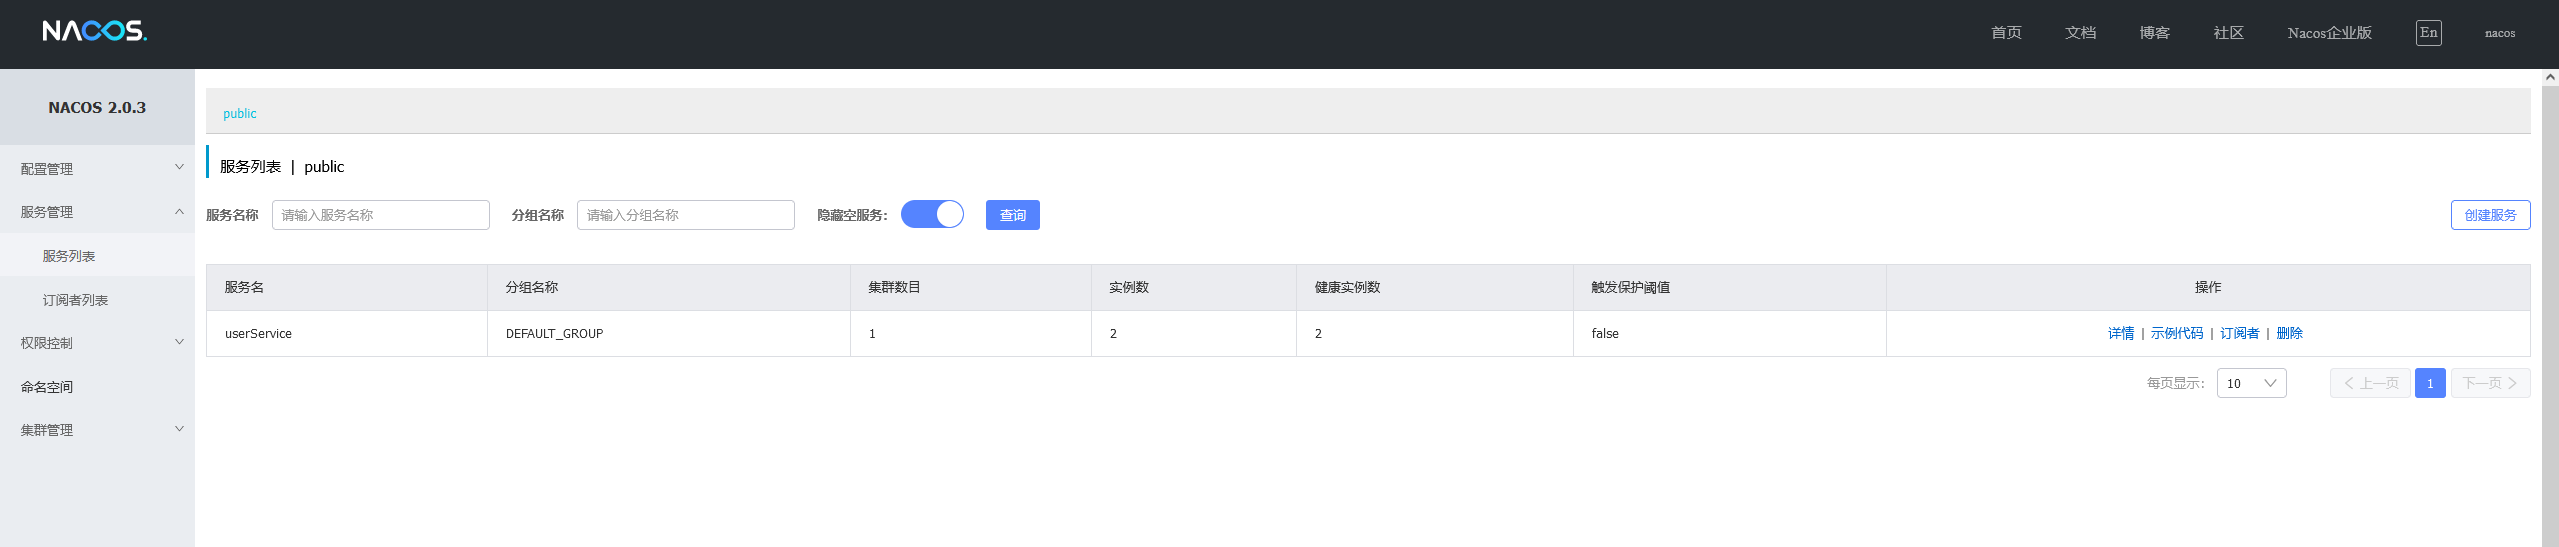 NACOS. 首页 文档 博客 社区 Nacos企业版 En nacos
NACOS 2.0.3
配置管理
服务管理
服务列表
订阅者列表
权限控制
命名空间
集群管理
public
服务列表 | public
服务名称 请输入服务名称 分组名称 请输入分组名称 隐藏空服务: 查询 创建服务
服务名 分组名称 集群数目 实例数 健康实例数 触发保护阈值 操作
userService DEFAULT_GROUP 1 2 2 false 详情 | 示例代码 | 订阅者 | 删除
每页显示: 10 上一页 1 下一页